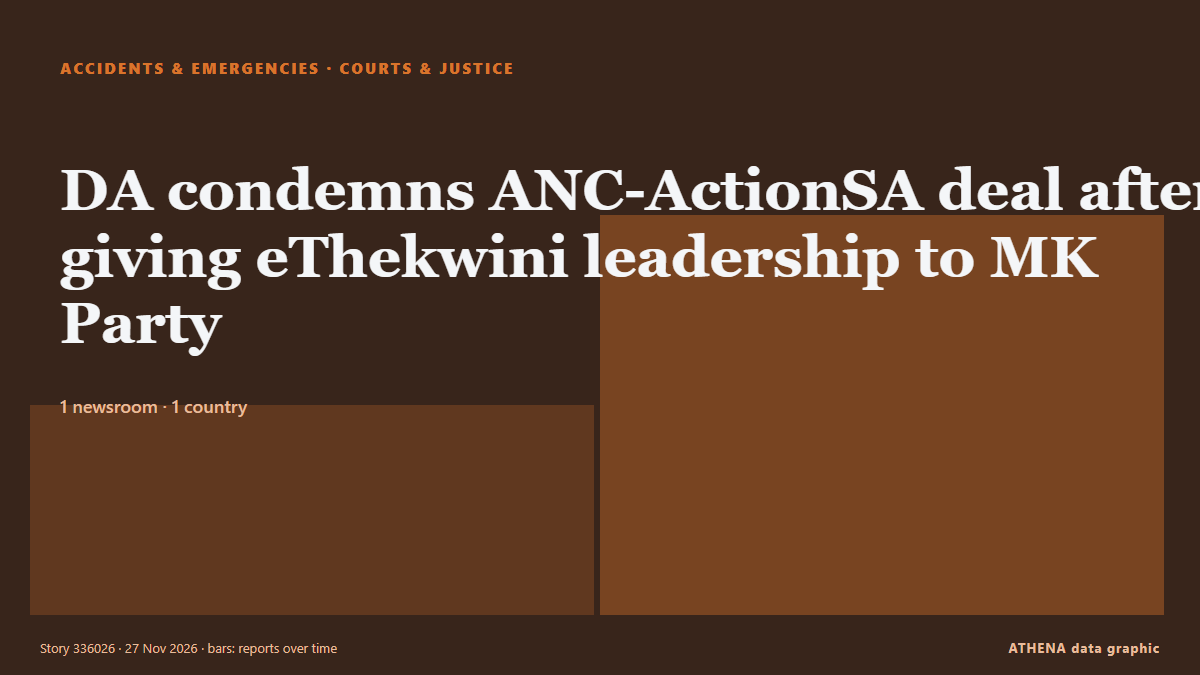 ACCIDENTS & EMERGENCIES · COURTS & JUSTICE
DA condemns ANC-ActionSA deal after
giving eThekwini leadership to MK
Party
1 newsroom · 1 country
Story 336026 · 27 Nov 2026 · bars: reports over time
ATHENA data graphic